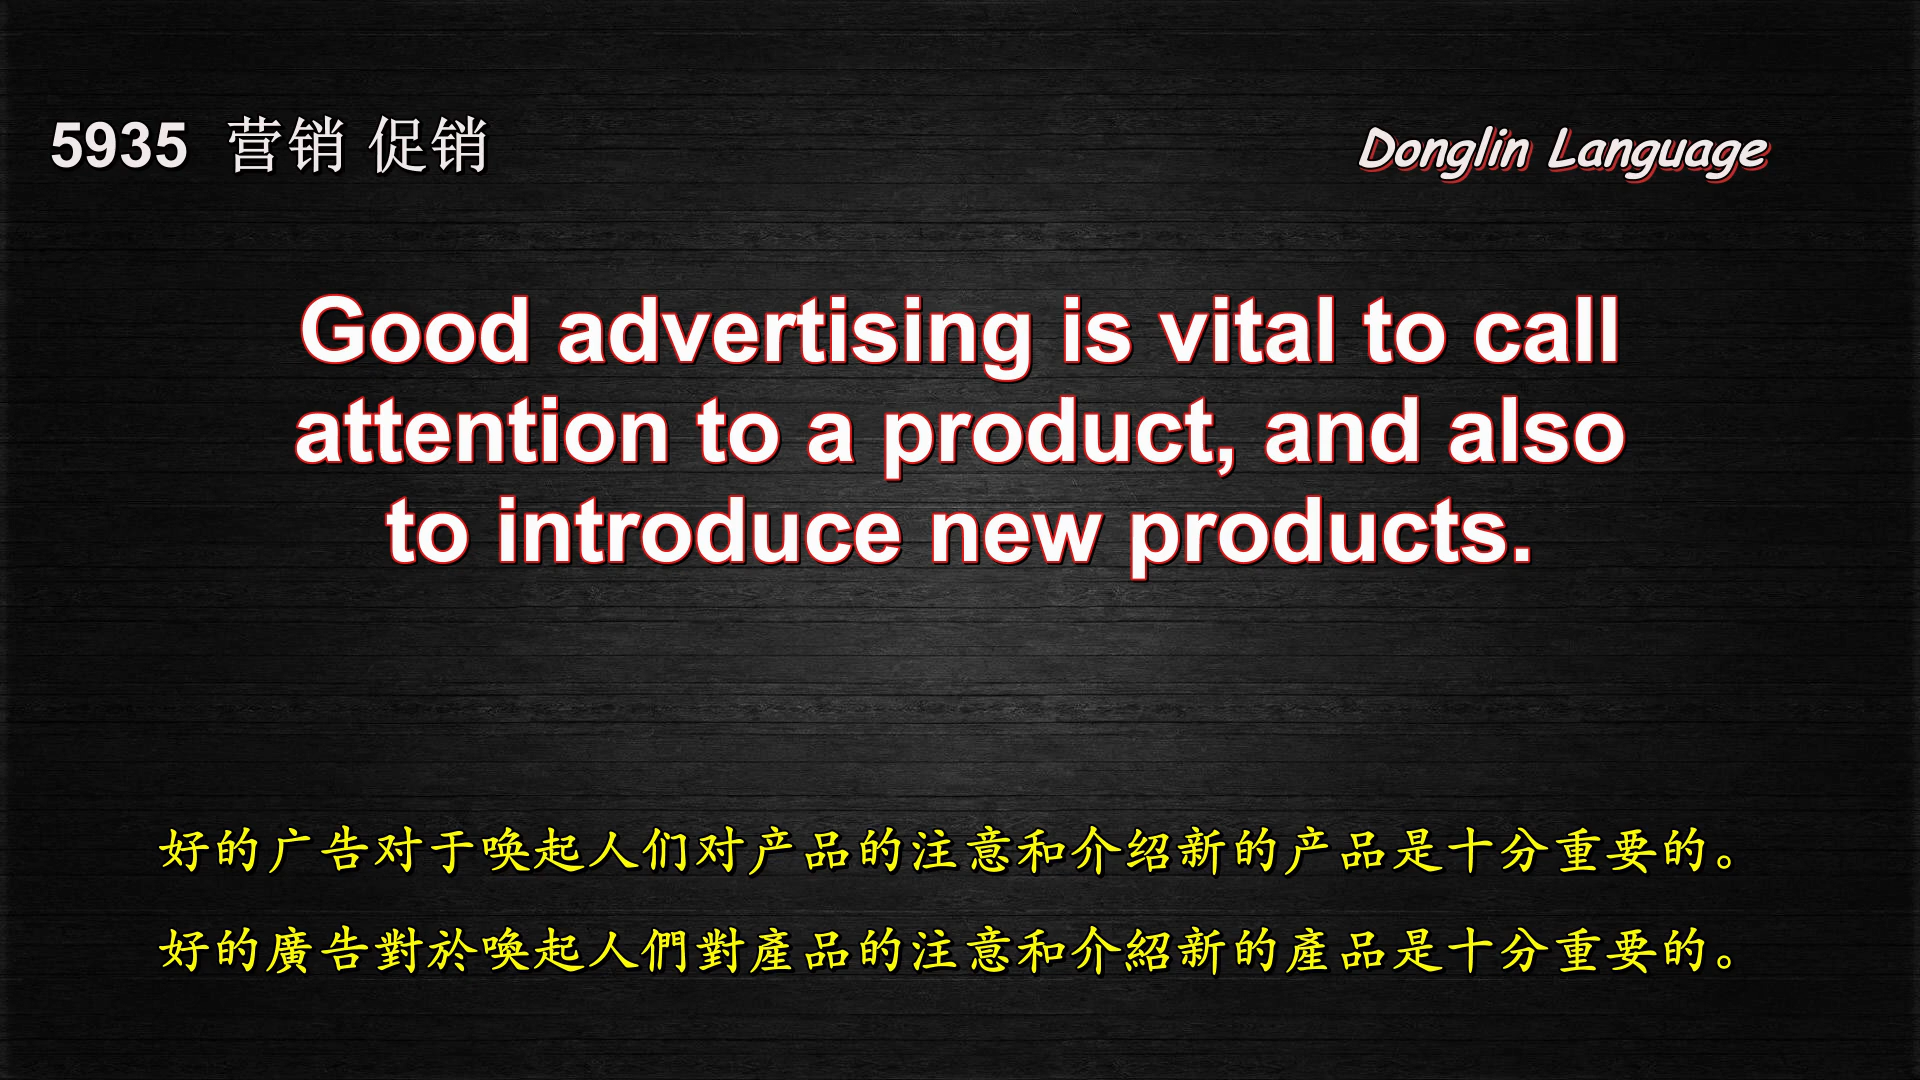 5935 营销 促销
Donglin Language
Good advertising is vital to call
attention to a product, and also
to introduce new products.
好的广告对于唤起人们对产品的注意和介绍新的产品是十分重要的。
好的廣告對於喚起人們對產品的注意和介紹新的產品是十分重要的。